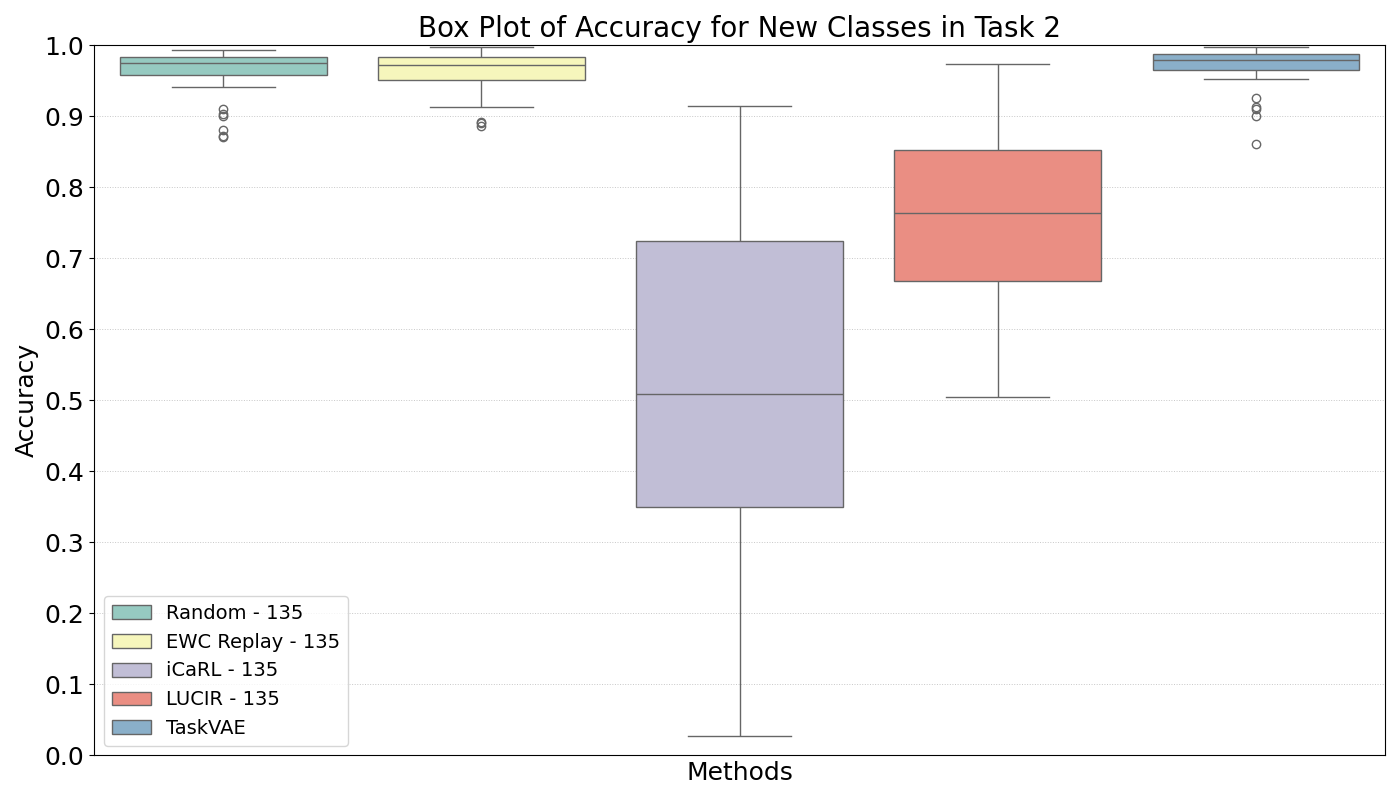 Box Plot of Accuracy for New Classes in Task 2
1.0
0.9
0.8
0.7
0.6
0.5
0.4
0.3
0.2
0.1
0.0
Accuracy
Random - 135
EWC Replay - 135
iCaRL - 135
LUCIR - 135
TaskVAE
Methods